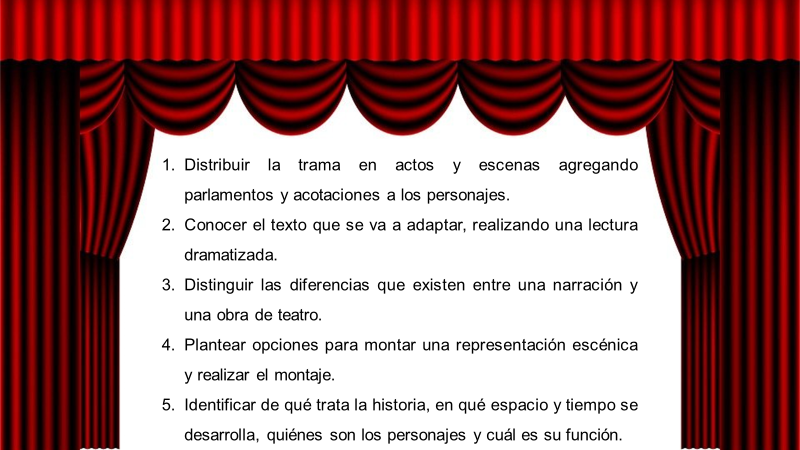 1. Distribuir la trama en actos y escenas agregando
parlamentos y acotaciones a los personajes.
2. Conocer el texto que se va a adaptar, realizando una lectura
dramatizada.
3. Distinguir las diferencias que existen entre una narración y
una obra de teatro.
4. Plantear opciones para montar una representación escénica
y realizar el montaje.
5. Identificar de qué trata la historia, en qué espacio y tiempo se
desarrolla, quiénes son los personajes y cuál es su función.